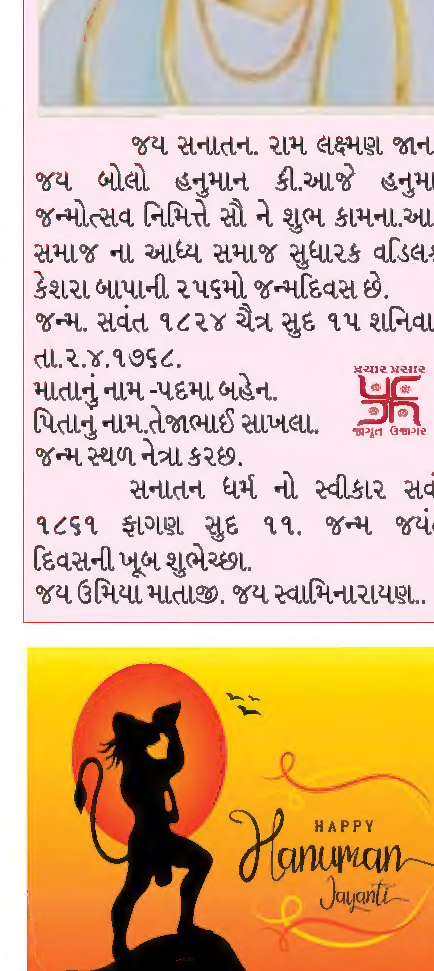 જય સનાતન. રામ લક્ષ્મણ જાન
જય બોલો હનુમાન કી.આજે હનુમા
જન્મોત્સવ નિમિત્તે સૌ ને શુભ કામના.આ
સમાજ ના આધ્ય સમાજ સુધારક વડિલ
કેશરા બાપાની ૨૫૬મો જન્મદિવસ છે.
જન્મ. સવંત ૧૮૨૪ ચૈત્ર સુદ ૧૫ શનિવા
તા.૨.૪.૧૭૬૮.
માતાનું નામ -પદમા બહેન.
પિતાનું નામ.તેજાભાઈ સાખલા.
જન્મ સ્થળ નેત્રા કચ્છ.
પ્રચાર પ્રસાર
જાગૃત ઉજાગર
સનાતન ધર્મ નો સ્વીકાર સવં
૧૮૬૧ ફાગણ સુદ ૧૧. જન્મ જયં
દિવસની ખૂબ શુભેચ્છા.
જય ઉમિયા માતાજી. જય સ્વામિનારાયણ..
HAPPY
Hanuman
Jayanti